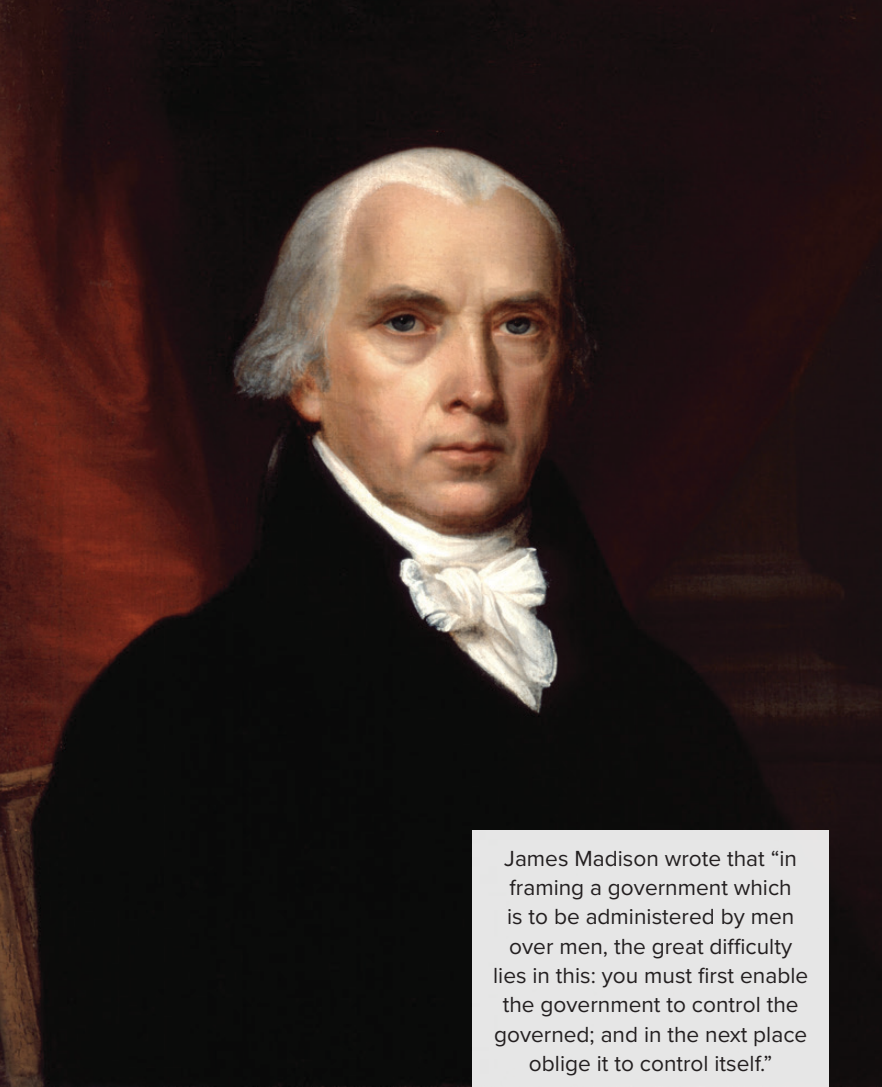 James Madison wrote that “in
framing a government which
is to be administered by men
over men, the great difficulty
lies in this: you must first enable
the government to control the
governed; and in the next place
oblige it to control itself.”